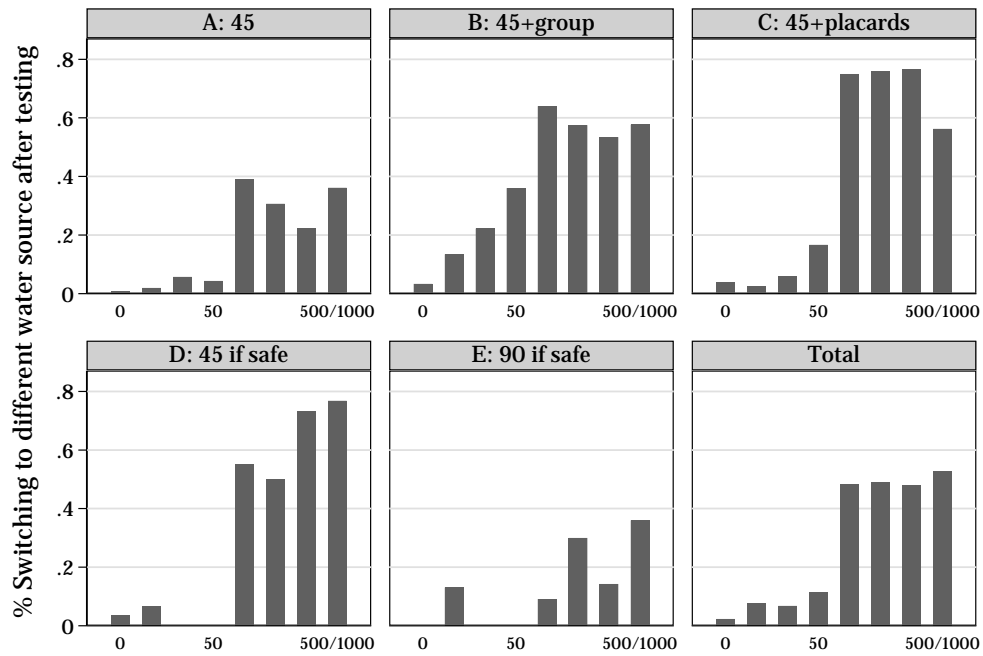 % Switching to different water source after testing
A: 45
B: 45+group
C: 45+placards
.8
.6
.4
.2
0
0 50 500/1000
0 50 500/1000
0 50 500/1000
D: 45 if safe
E: 90 if safe
Total
.8
.6
.4
.2
0
0 50 500/1000
0 50 500/1000
0 50 500/1000